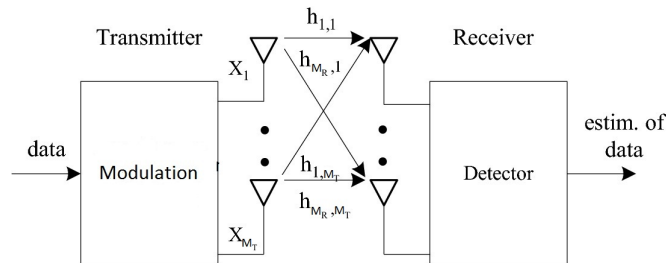 h1,1
Transmitter
Receiver
hMR,1
X1
data
Modulation
estim. of
data
Detector
h1,MT
hMR,MT
XMT